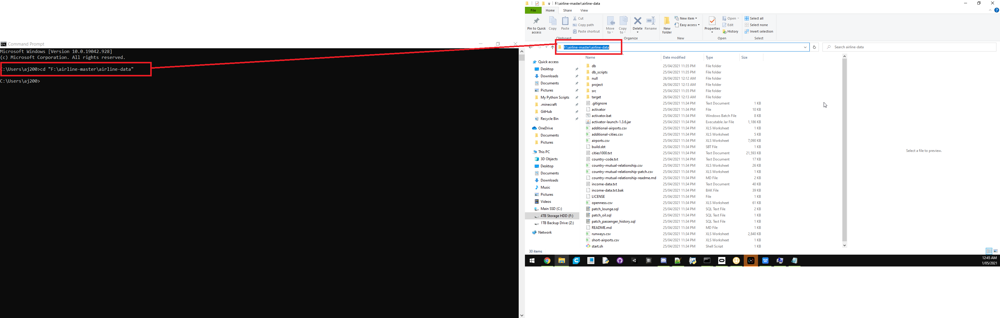 Command Prompt
Microsoft Windows [Version 10.0.19042.928]
(c) Microsoft Corporation. All rights reserved.
C:\Users\aj200>cd "F:\airline-master\airline-data"
C:\Users\aj200>
F:\airline-master\airline-data
File Home Share View
Pin to Quick access
Copy
Paste
Cut
Copy path
Paste shortcut
Clipboard
Move to
Copy to
Delete
Rename
Organize
New folder
New item
Easy access
New
Properties
Open
Edit
History
Open
Select all
Select none
Invert selection
Select
F:\airline-master\airline-data
Search airline-data
Quick access
Desktop
Downloads
Documents
Pictures
My Python Scripts
.minecraft
GitHub
Recycle Bin
OneDrive
Documents
Pictures
This PC
3D Objects
Desktop
Documents
Downloads
Music
Pictures
Videos
Main SSD (C:)
4TB Storage HDD (F:)
1TB Backup Drive (Z:)
Network
Name Date modified Type Size
db 25/04/2021 11:35 PM File folder
db_scripts 25/04/2021 11:35 PM File folder
null 26/04/2021 12:12 AM File folder
project 26/04/2021 12:13 AM File folder
src 25/04/2021 11:35 PM File folder
target 26/04/2021 12:13 AM File folder
.gitignore 25/04/2021 11:34 PM Text Document 1 KB
activator 25/04/2021 11:34 PM File 10 KB
activator.bat 25/04/2021 11:34 PM Windows Batch File 8 KB
activator-launch-1.3.6.jar 25/04/2021 11:34 PM Executable Jar File 1,186 KB
additional-airports.csv 25/04/2021 11:34 PM XLS Worksheet 1 KB
additional-cities.csv 25/04/2021 11:34 PM XLS Worksheet 5 KB
airports.csv 25/04/2021 11:34 PM XLS Worksheet 7,090 KB
build.sbt 25/04/2021 11:34 PM SBT File 1 KB
cities1000.txt 25/04/2021 11:34 PM Text Document 21,593 KB
country-code.txt 25/04/2021 11:34 PM Text Document 17 KB
country-mutual-relationship.csv 25/04/2021 11:34 PM XLS Worksheet 26 KB
country-mutual-relationship-patch.csv 25/04/2021 11:34 PM XLS Worksheet 1 KB
country-mutual-relationship-readme.md 25/04/2021 11:34 PM MD File 2 KB
income-data.txt 25/04/2021 11:34 PM Text Document 40 KB
income-data.txt.bak 25/04/2021 11:34 PM BAK File 39 KB
LICENSE 25/04/2021 11:34 PM File 1 KB
openness.csv 25/04/2021 11:34 PM XLS Worksheet 61 KB
patch_lounge.sql 25/04/2021 11:34 PM SQL Text File 2 KB
patch_oil.sql 25/04/2021 11:34 PM SQL Text File 1 KB
patch_passenger_history.sql 25/04/2021 11:34 PM SQL Text File 1 KB
README.md 25/04/2021 11:34 PM MD File 1 KB
runways.csv 25/04/2021 11:34 PM XLS Worksheet 2,840 KB
short-airports.csv 25/04/2021 11:34 PM XLS Worksheet 1 KB
start.sh 25/04/2021 11:34 PM Shell Script 1 KB
Select a file to preview.
30 items
12:45 AM
1/05/2021